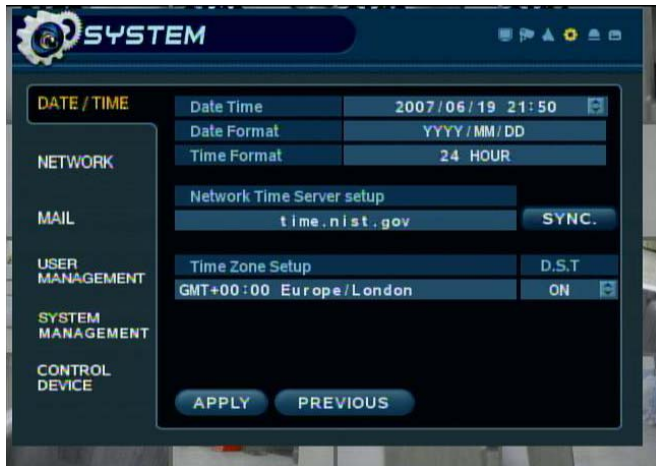 SYSTEM
DATE / TIME
Date Time 2007/06/19 21:50
Date Format YYYY/MM/DD
Time Format 24 HOUR
NETWORK
Network Time Server setup
time.nist.gov SYNC.
MAIL
USER
MANAGEMENT
Time Zone Setup D.S.T
GMT+00:00 Europe/London ON
SYSTEM
MANAGEMENT
CONTROL
DEVICE
APPLY PREVIOUS